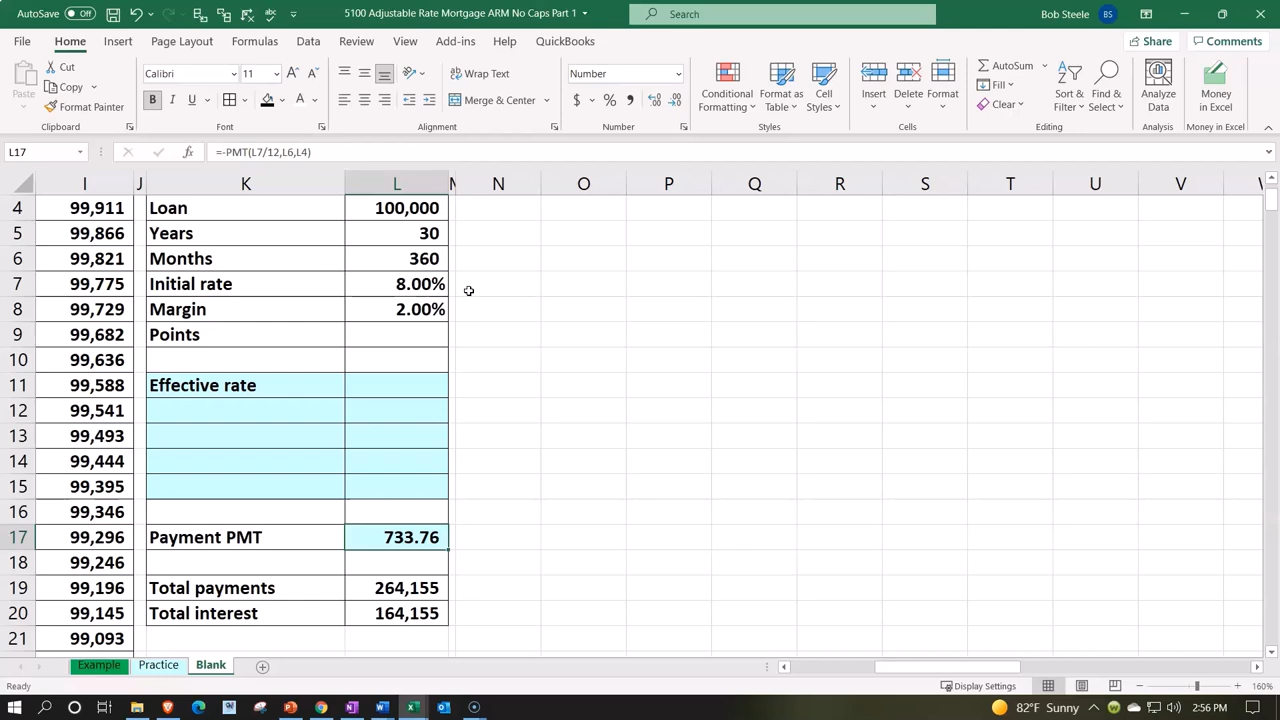 AutoSave Off 5100 Adjustable Rate Mortgage ARM No Caps Part 1 Search Bob Steele BS
File Home Insert Page Layout Formulas Data Review View Add-ins Help QuickBooks Share Comments
Paste Cut Copy Format Painter Clipboard
Calibri 11 B I U A Font
Wrap Text Merge & Center Alignment
Number $ % Number
Conditional Formatting Format as Table Cell Styles Styles
Insert Delete Format Cells
AutoSum Fill Clear Sort & Filter Find & Select Editing
Analyze Data Analysis
Money in Excel Money in Excel
L17 fx =-PMT(L7/12,L6,L4)
I J K L M N O P Q R S T U V
4 99,911 Loan 100,000
5 99,866 Years 30
6 99,821 Months 360
7 99,775 Initial rate 8.00%
8 99,729 Margin 2.00%
9 99,682 Points
10 99,636
11 99,588 Effective rate
12 99,541
13 99,493
14 99,444
15 99,395
16 99,346
17 99,296 Payment PMT 733.76
18 99,246
19 99,196 Total payments 264,155
20 99,145 Total interest 164,155
21 99,093
Example Practice Blank
Ready Display Settings 160%
82°F Sunny 2:56 PM